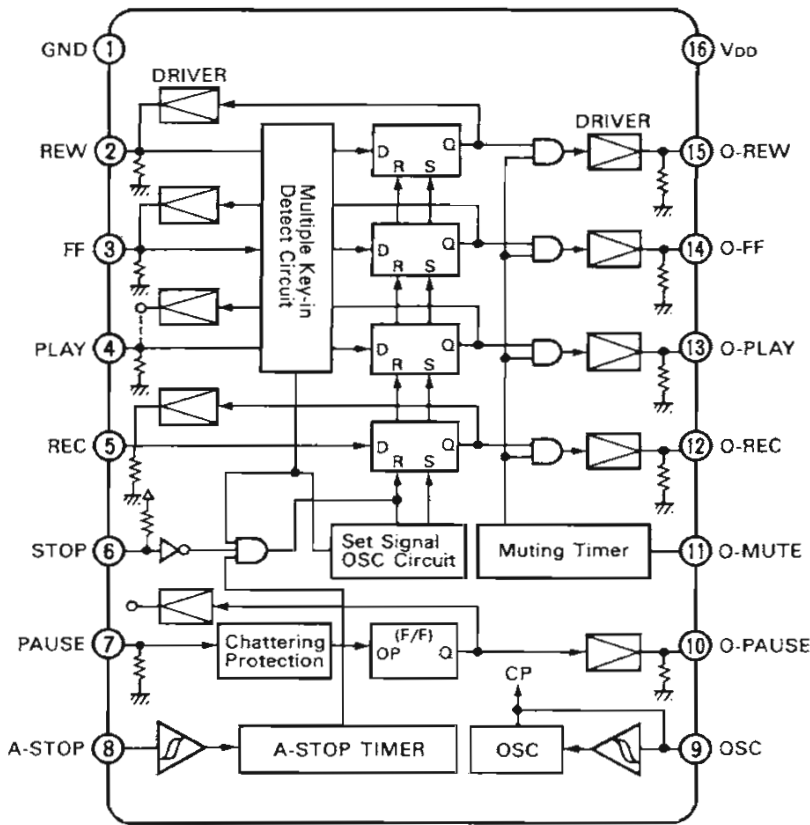 GND 1
16 VDD
DRIVER
DRIVER
REW 2
D Q
R S
15 O-REW
Multiple Key-in
Detect Circuit
FF 3
D Q
R S
14 O-FF
PLAY 4
D Q
R S
13 O-PLAY
REC 5
D Q
R S
12 O-REC
STOP 6
Set Signal
OSC Circuit
Muting Timer
11 O-MUTE
PAUSE 7
Chattering
Protection
(F/F)
OP Q
10 O-PAUSE
CP
A-STOP 8
A-STOP TIMER
OSC
9 OSC